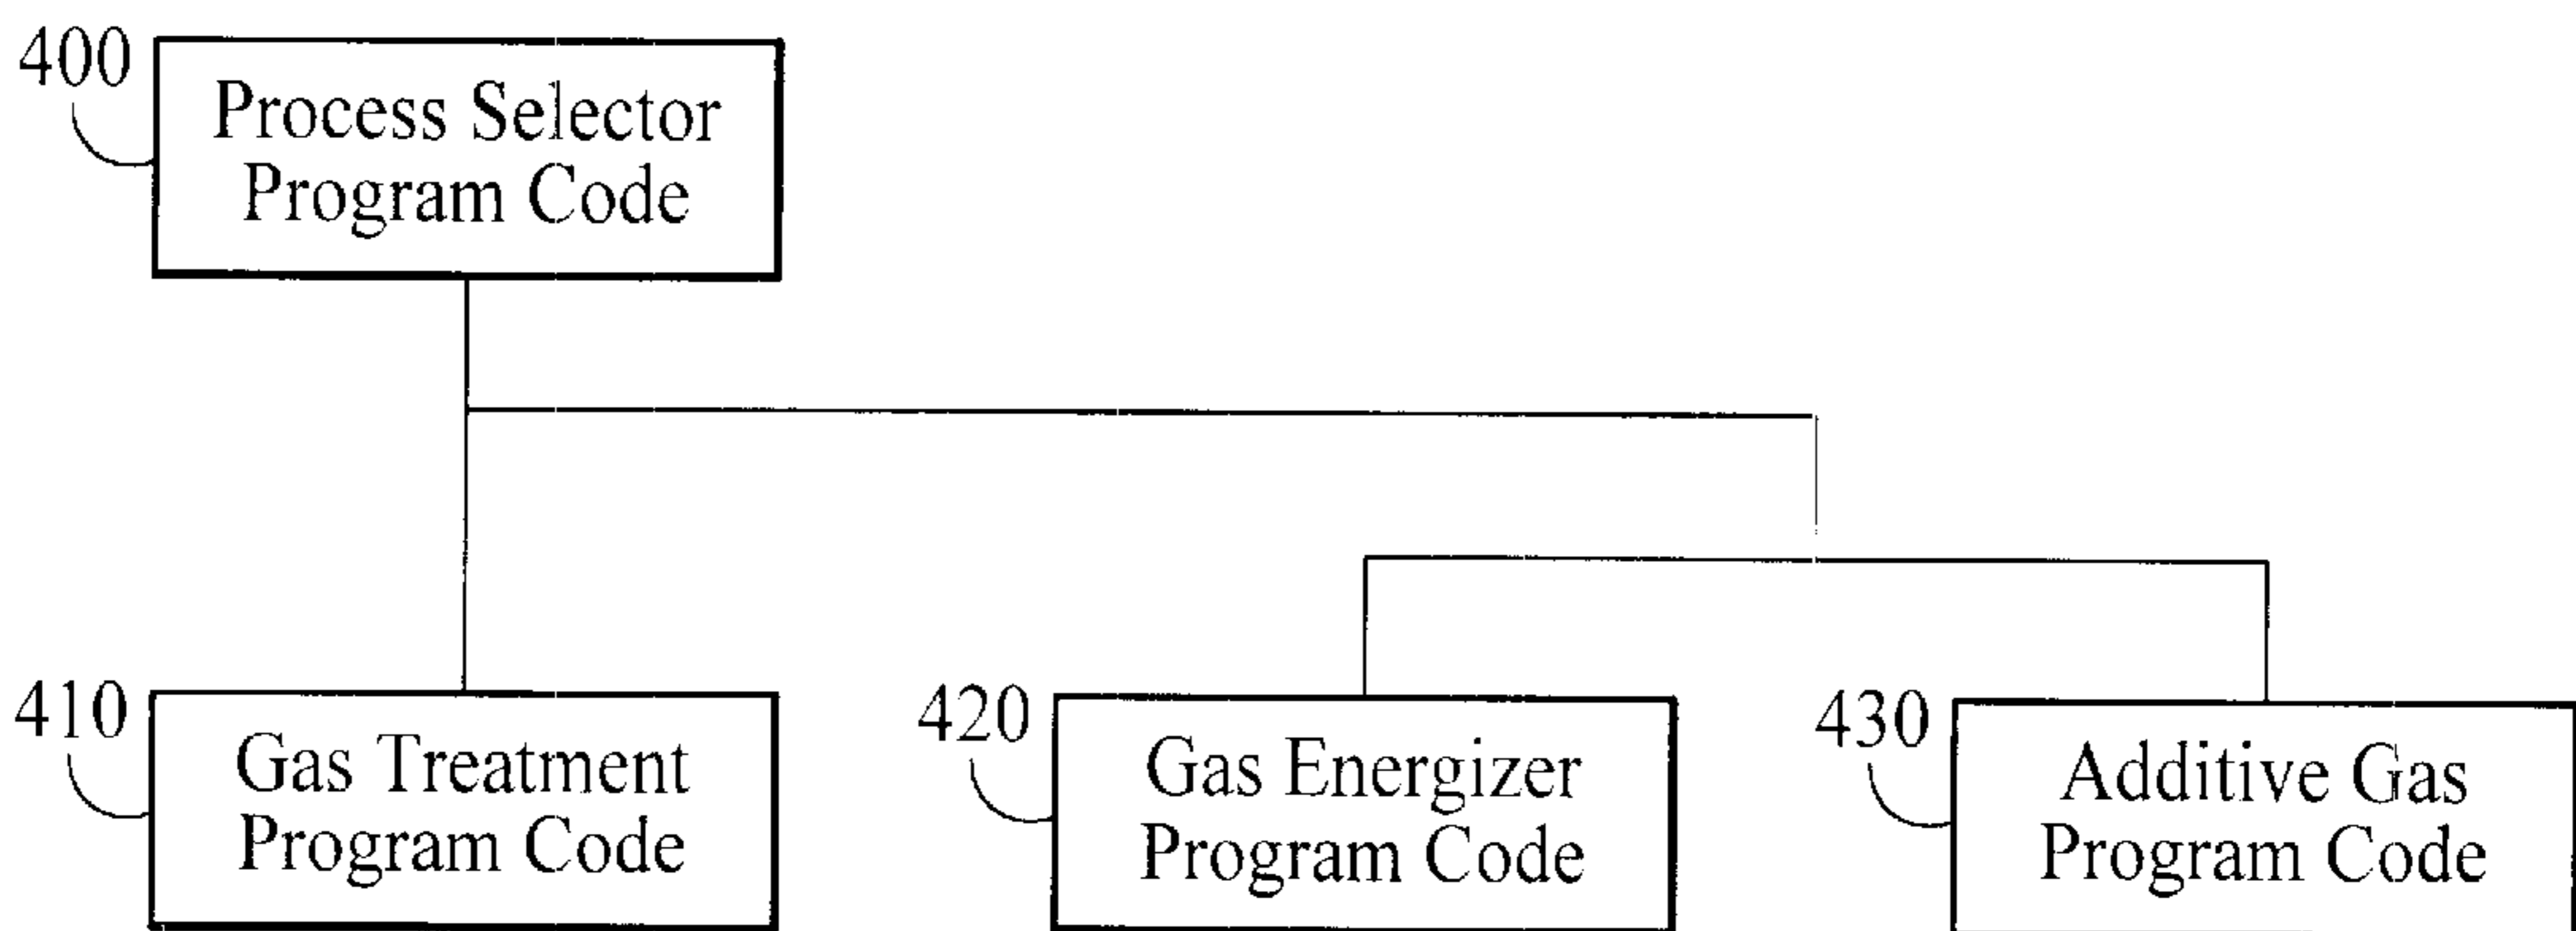 400
Process Selector
Program Code
410
Gas Treatment
Program Code
420
Gas Energizer
Program Code
430
Additive Gas
Program Code